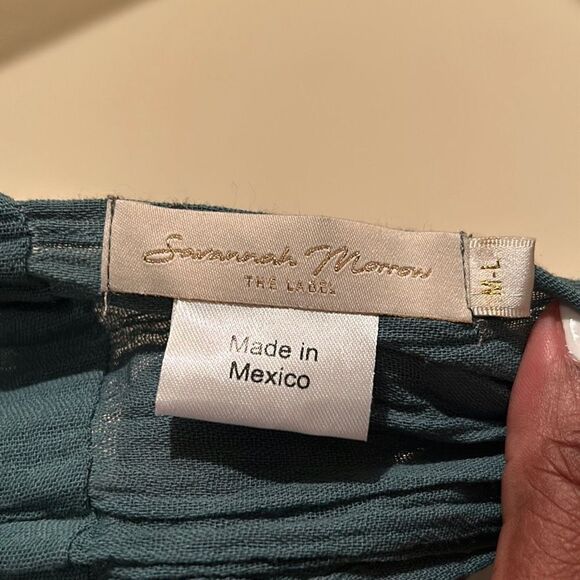 Savannah Morrow
THE LABEL
M-L
Made in
Mexico